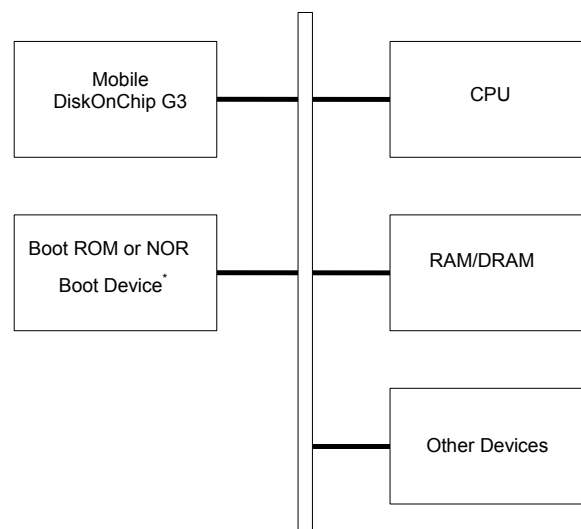 Mobile
DiskOnChip G3
CPU
Boot ROM or NOR
Boot Device*
RAM/DRAM
Other Devices